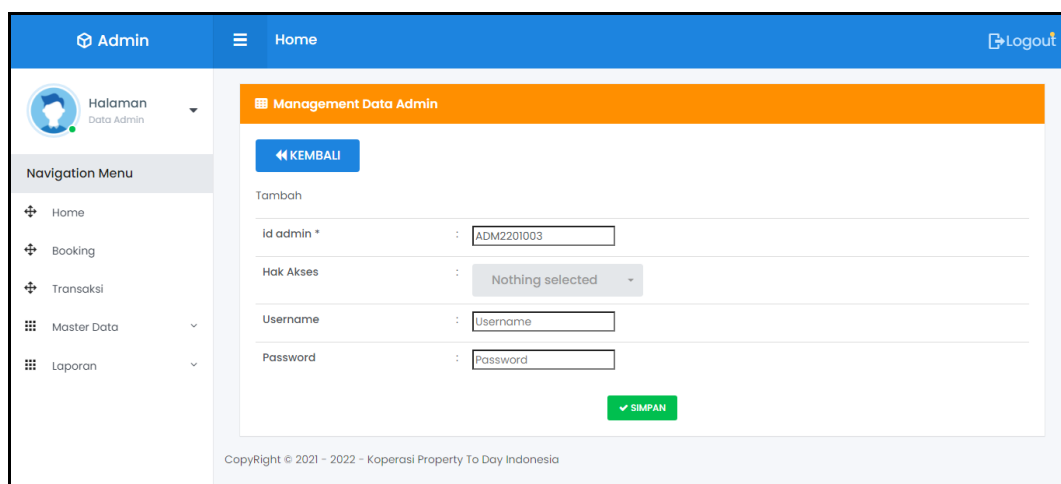 Admin
Home
Logout
Halaman
Data Admin
Navigation Menu
Home
Booking
Transaksi
Master Data
Laporan
Management Data Admin
KEMBALI
Tambah
id admin * : ADM2201003
Hak Akses : Nothing selected
Username : Username
Password : Password
SIMPAN
CopyRight © 2021 - 2022 - Koperasi Property To Day Indonesia